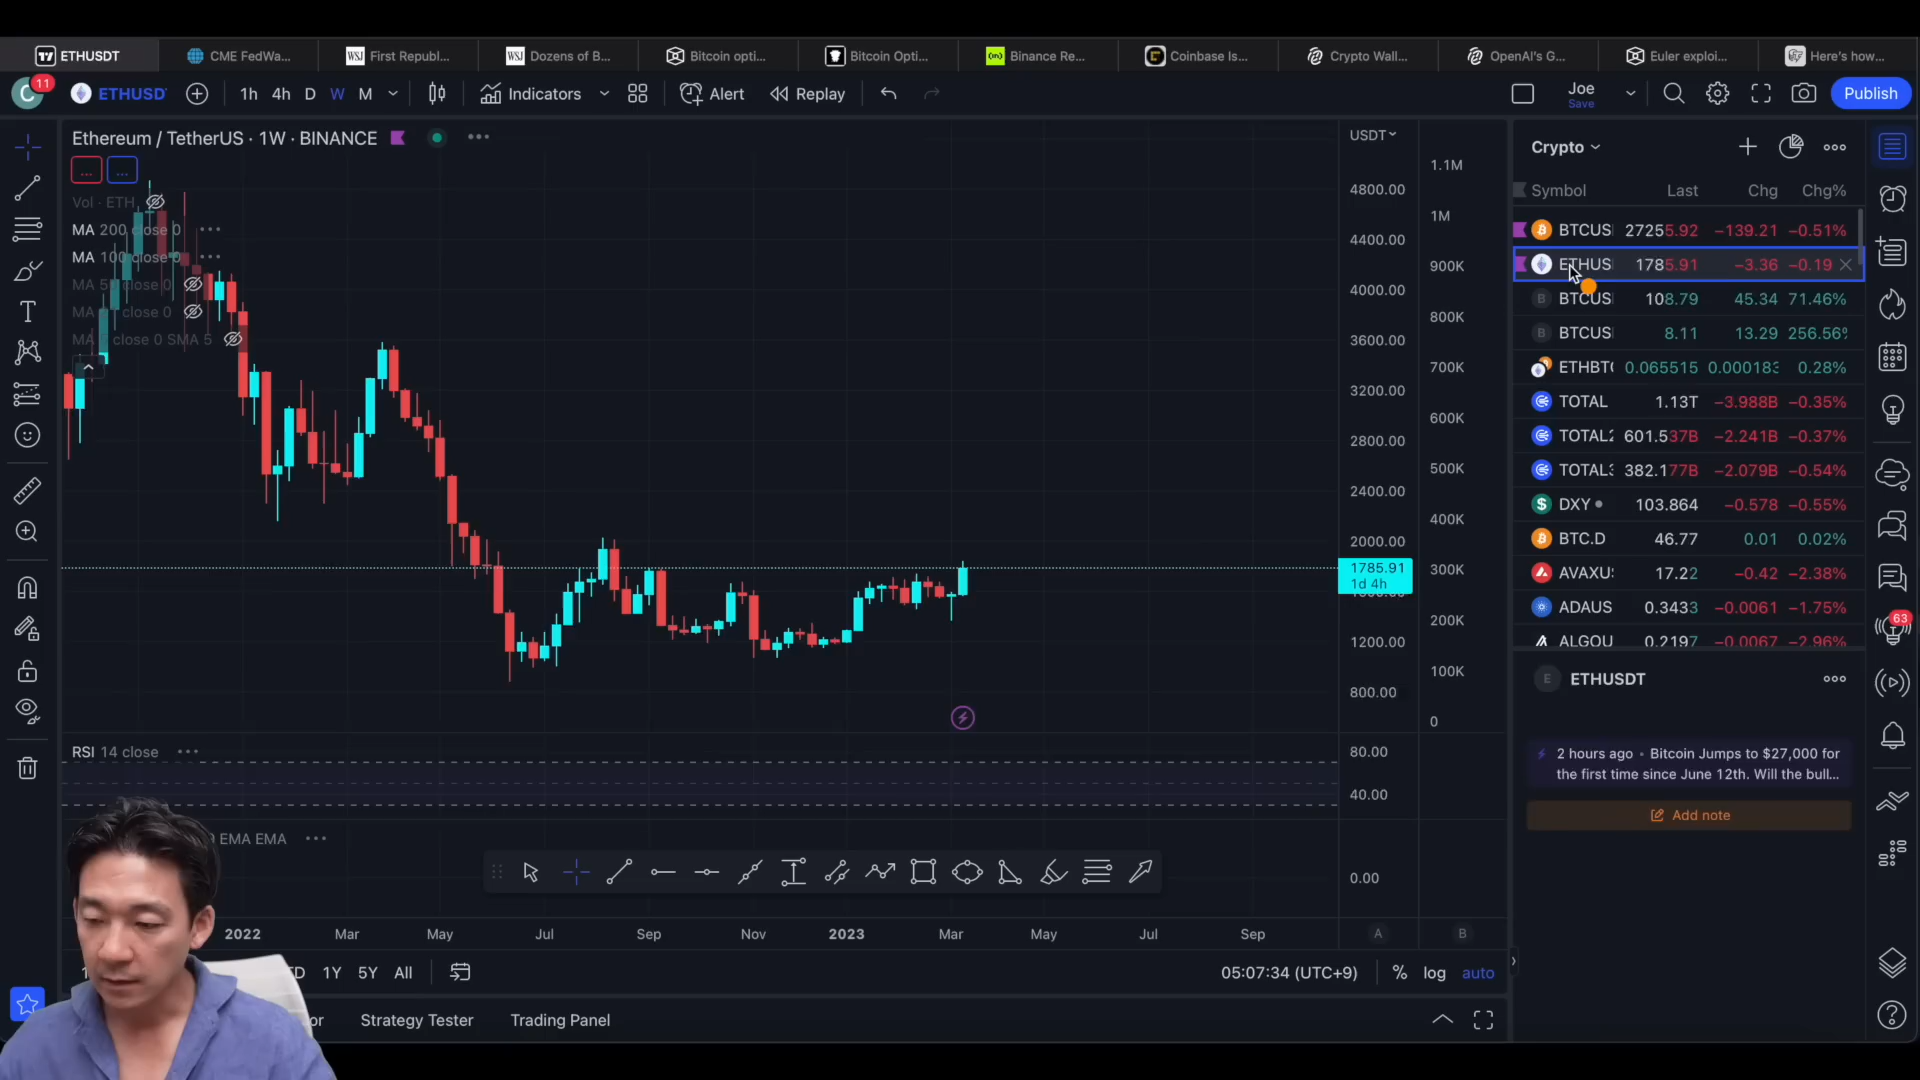 ETHUSDT
CME FedWa...
WSJ First Republ...
WSJ Dozens of B...
Bitcoin opti...
Bitcoin Opti...
Binance Re...
Coinbase Is...
Crypto Wall...
OpenAI's G...
Euler exploi...
Here's how...
C 11
ETHUSD
1h 4h D W M
Indicators
Alert
Replay
Joe
Save
Publish
Ethereum / TetherUS · 1W · BINANCE
Vol · ETH
MA 200 close 0
MA 100 close 0
MA 50 close 0
MA close 0
MA close 0 SMA 5
USDT
4800.00
4400.00
4000.00
3600.00
3200.00
2800.00
2400.00
2000.00
1785.91
1d 4h
1200.00
800.00
1.1M
1M
900K
800K
700K
600K
500K
400K
300K
200K
100K
0
RSI 14 close
80.00
40.00
EMA EMA
0.00
2022 Mar May Jul Sep Nov 2023 Mar May Jul Sep
A B
1Y 5Y All
05:07:34 (UTC+9) % log auto
Strategy Tester Trading Panel
Crypto
Symbol Last Chg Chg%
BTCUS 27255.92 −139.21 −0.51%
ETHUS 1785.91 −3.36 −0.19
BTCUS 108.79 45.34 71.46%
BTCUS 8.11 13.29 256.56%
ETHBT 0.065515 0.000183 0.28%
TOTAL 1.13T −3.988B −0.35%
TOTAL2 601.537B −2.241B −0.37%
TOTAL3 382.177B −2.079B −0.54%
DXY 103.864 −0.578 −0.55%
BTC.D 46.77 0.01 0.02%
AVAXU 17.22 −0.42 −2.38%
ADAUS 0.3433 −0.0061 −1.75%
ALGOU 0.2197 −0.0067 −2.96%
63
E ETHUSDT
2 hours ago • Bitcoin Jumps to $27,000 for
the first time since June 12th. Will the bull...
Add note